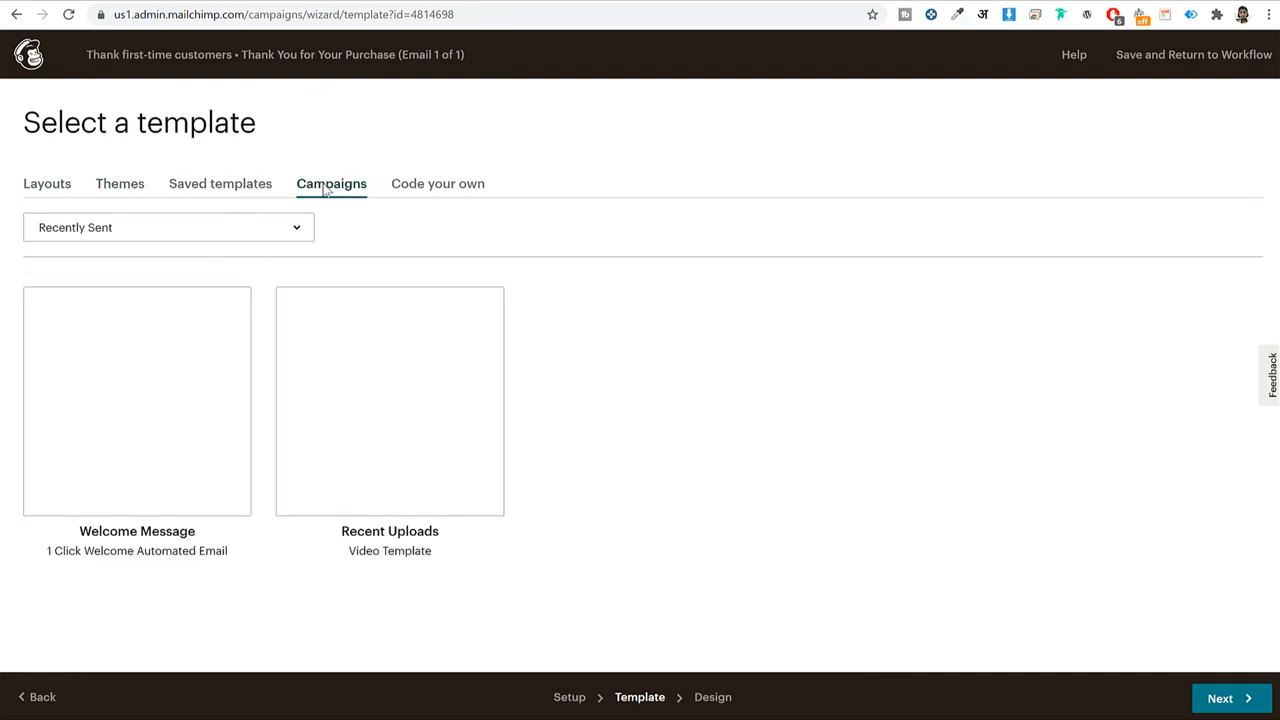 us1.admin.mailchimp.com/campaigns/wizard/template?id=4814698
6
off
Thank first-time customers • Thank You for Your Purchase (Email 1 of 1)
Help
Save and Return to Workflow
Select a template
Layouts
Themes
Saved templates
Campaigns
Code your own
Recently Sent
Feedback
Welcome Message
Recent Uploads
1 Click Welcome Automated Email
Video Template
Back
Setup
Template
Design
Next